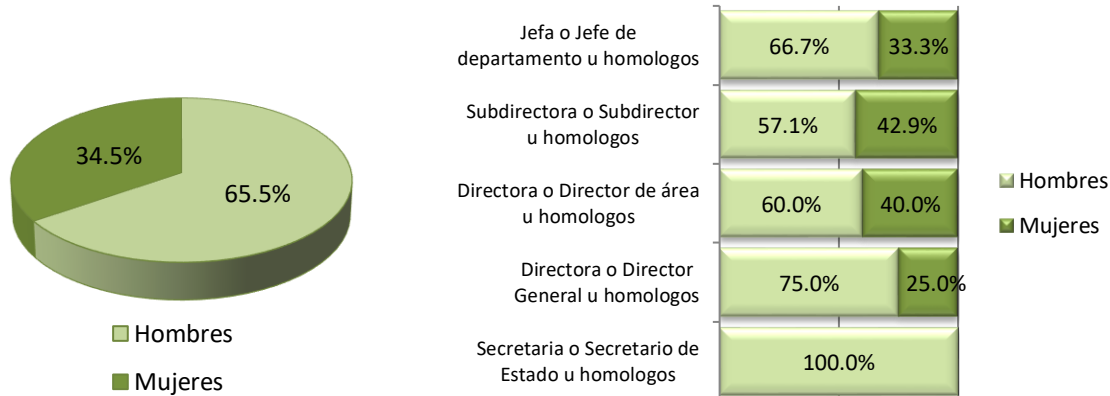 34.5%
65.5%
Hombres
Mujeres
Jefa o Jefe de
departamento u homologos
66.7%
33.3%
Subdirectora o Subdirector
u homologos
57.1%
42.9%
Directora o Director de área
u homologos
60.0%
40.0%
Directora o Director
General u homologos
75.0%
25.0%
Secretaria o Secretario de
Estado u homologos
100.0%
Hombres
Mujeres